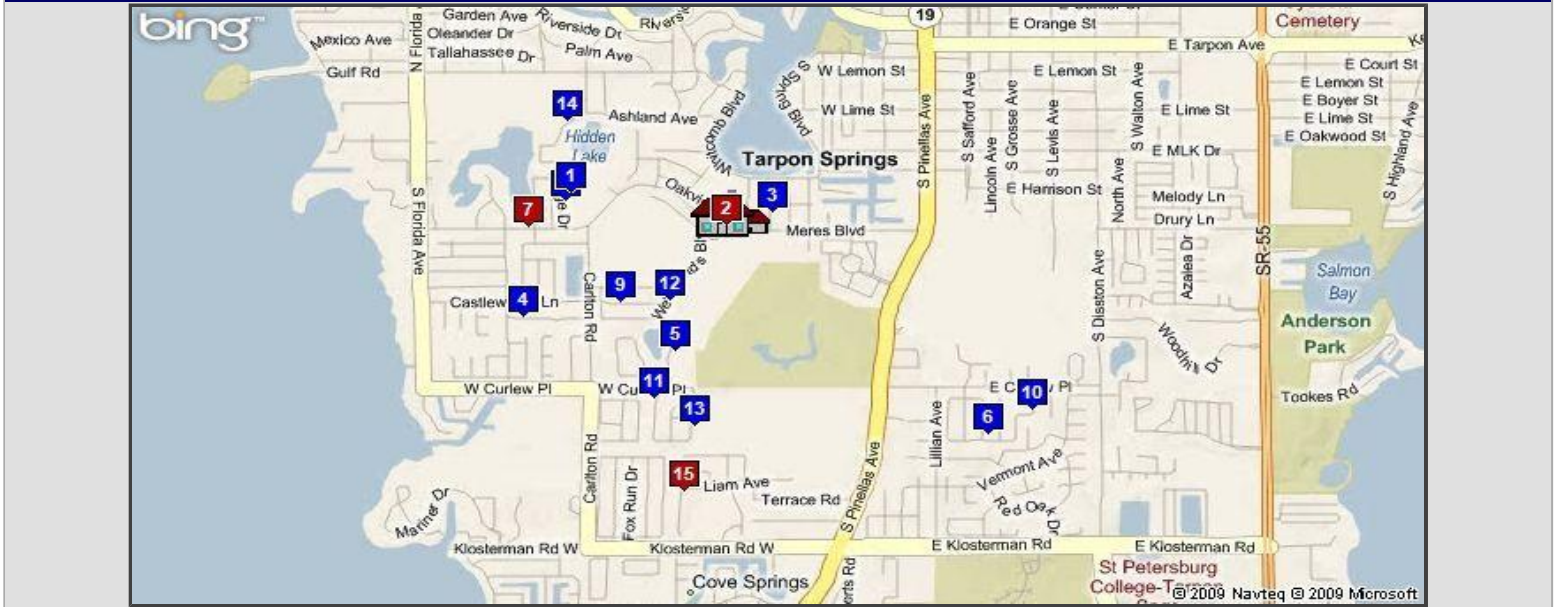 bing™
Garden Ave
Riverside Dr
19
E Orange St
Cemetery
Mexico Ave
N Florida
Oleander Dr
Tallahassee Dr
Palm Ave
E Tarpon Ave
Gulf Rd
S Spring Blvd
W Lemon St
E Lemon St
E Court St
E Lemon St
E Boyer St
E Lime St
E Oakwood St
14
Ashland Ave
Whitcomb Blvd
W Lime St
S Pinellas Ave
S Safford Ave
Lincoln Ave
S Grosse Ave
S Levis Ave
S Walton Ave
E Lime St
S Highland Ave
Hidden
Lake
Tarpon Springs
E MLK Dr
1
3
E Harrison St
North Ave
Melody Ln
Drury Ln
7
2
Meres Blvd
S Florida Ave
SR-55
Azalea Dr
S Disston Ave
Salmon
Bay
4
Ln
Carlton Rd
9
12
5
Anderson
Park
Woodhill Dr
W Curlew Pl
11
13
10
Pl
6
Tookes Rd
Lillian Ave
Carlton Rd
Fox Run Dr
15
Liam Ave
Terrace Rd
S Pinellas Ave
Vermont Ave
Red Oak Dr
Mariner Dr
Klosterman Rd W
Klosterman Rd W
E Klosterman Rd
E Klosterman Rd
Cove Springs
St Petersburg
© 2009 Navteq © 2009 Microsoft